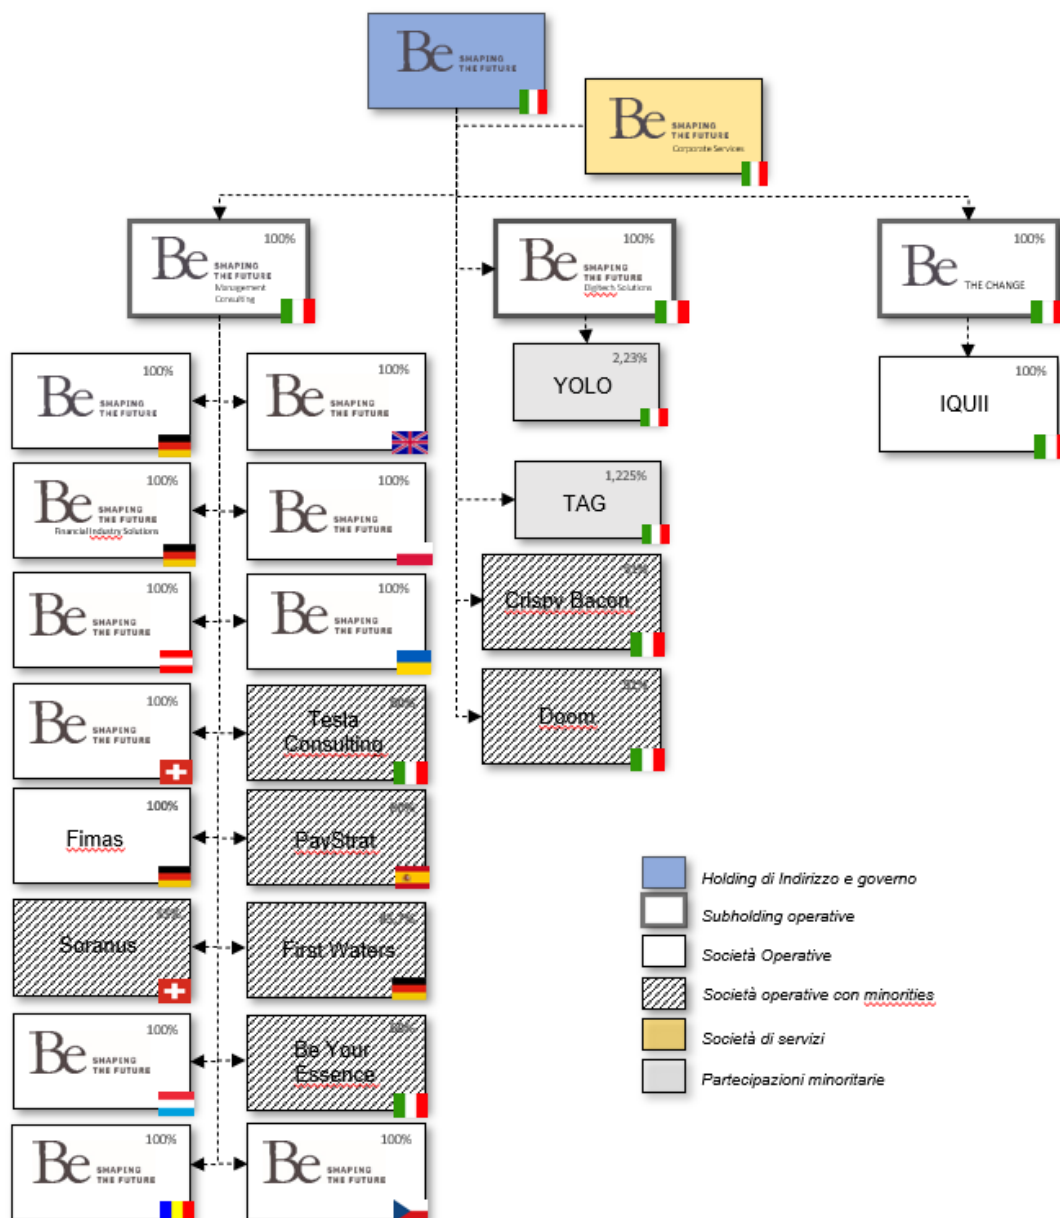 Be SHAPING
THE FUTURE
Be SHAPING
THE FUTURE
Corporate Services
100%
Be SHAPING
THE FUTURE
Management
Consulting
100%
Be SHAPING
THE FUTURE
Digitech Solutions
100%
Be THE CHANGE
100%
Be SHAPING
THE FUTURE
100%
Be SHAPING
THE FUTURE
2,23%
YOLO
100%
IQUII
100%
Be SHAPING
THE FUTURE
Financial Industry Solutions
100%
Be SHAPING
THE FUTURE
1,225%
TAG
100%
Be SHAPING
THE FUTURE
100%
Be SHAPING
THE FUTURE
Crispy Bacon
100%
Be SHAPING
THE FUTURE
Tesla
Consulting
Doom
100%
Fimas
PayStrat
Soranus
First Waters
100%
Be SHAPING
THE FUTURE
Be Your
Essence
100%
Be SHAPING
THE FUTURE
100%
Be SHAPING
THE FUTURE
Holding di Indirizzo e governo
Subholding operative
Società Operative
Società operative con minorities
Società di servizi
Partecipazioni minoritarie